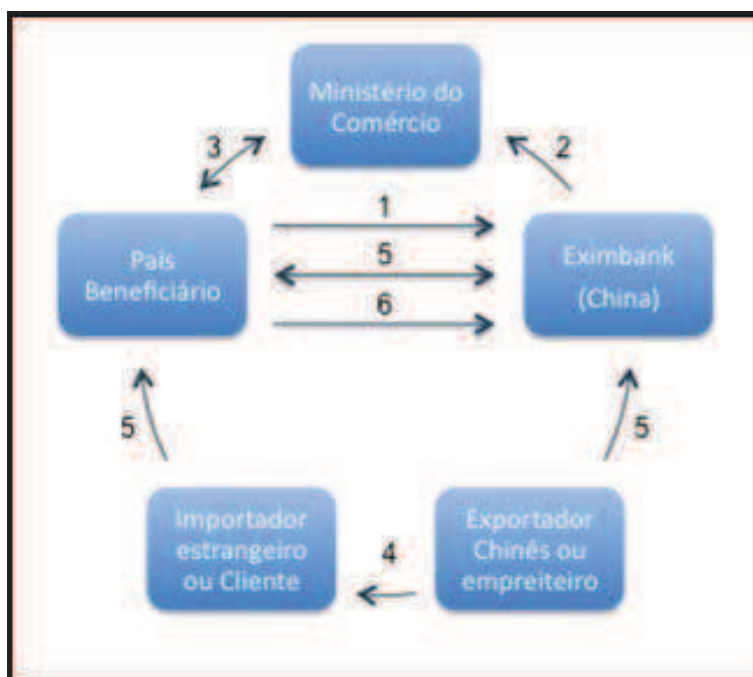 Ministério do
Comércio
3
2
1
País
Beneficiário
5
Eximbank
(China)
6
5
5
Importador
estrangeiro
ou Cliente
4
Exportador
Chinês ou
empreiteiro